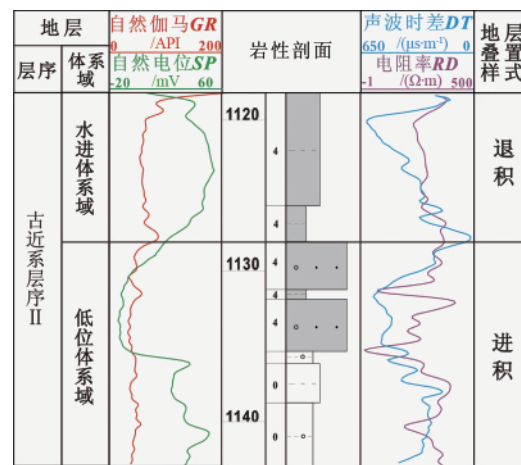 地层
层序
体系域
自然伽马GR
0 /API 200
自然电位SP
-20 /mV 60
岩性剖面
声波时差DT
650 /(μs·m⁻¹) 0
电阻率RD
-1 /(Ω·m) 500
地层叠置样式
古近系层序II
水进体系域
低位体系域
1120
1130
1140
4
4
4
4
4
0
0
退积
进积